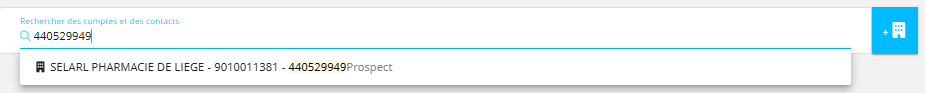 Rechercher des comptes et des contacts
440529949
+
SELARL PHARMACIE DE LIEGE - 9010011381 - 440529949Prospect